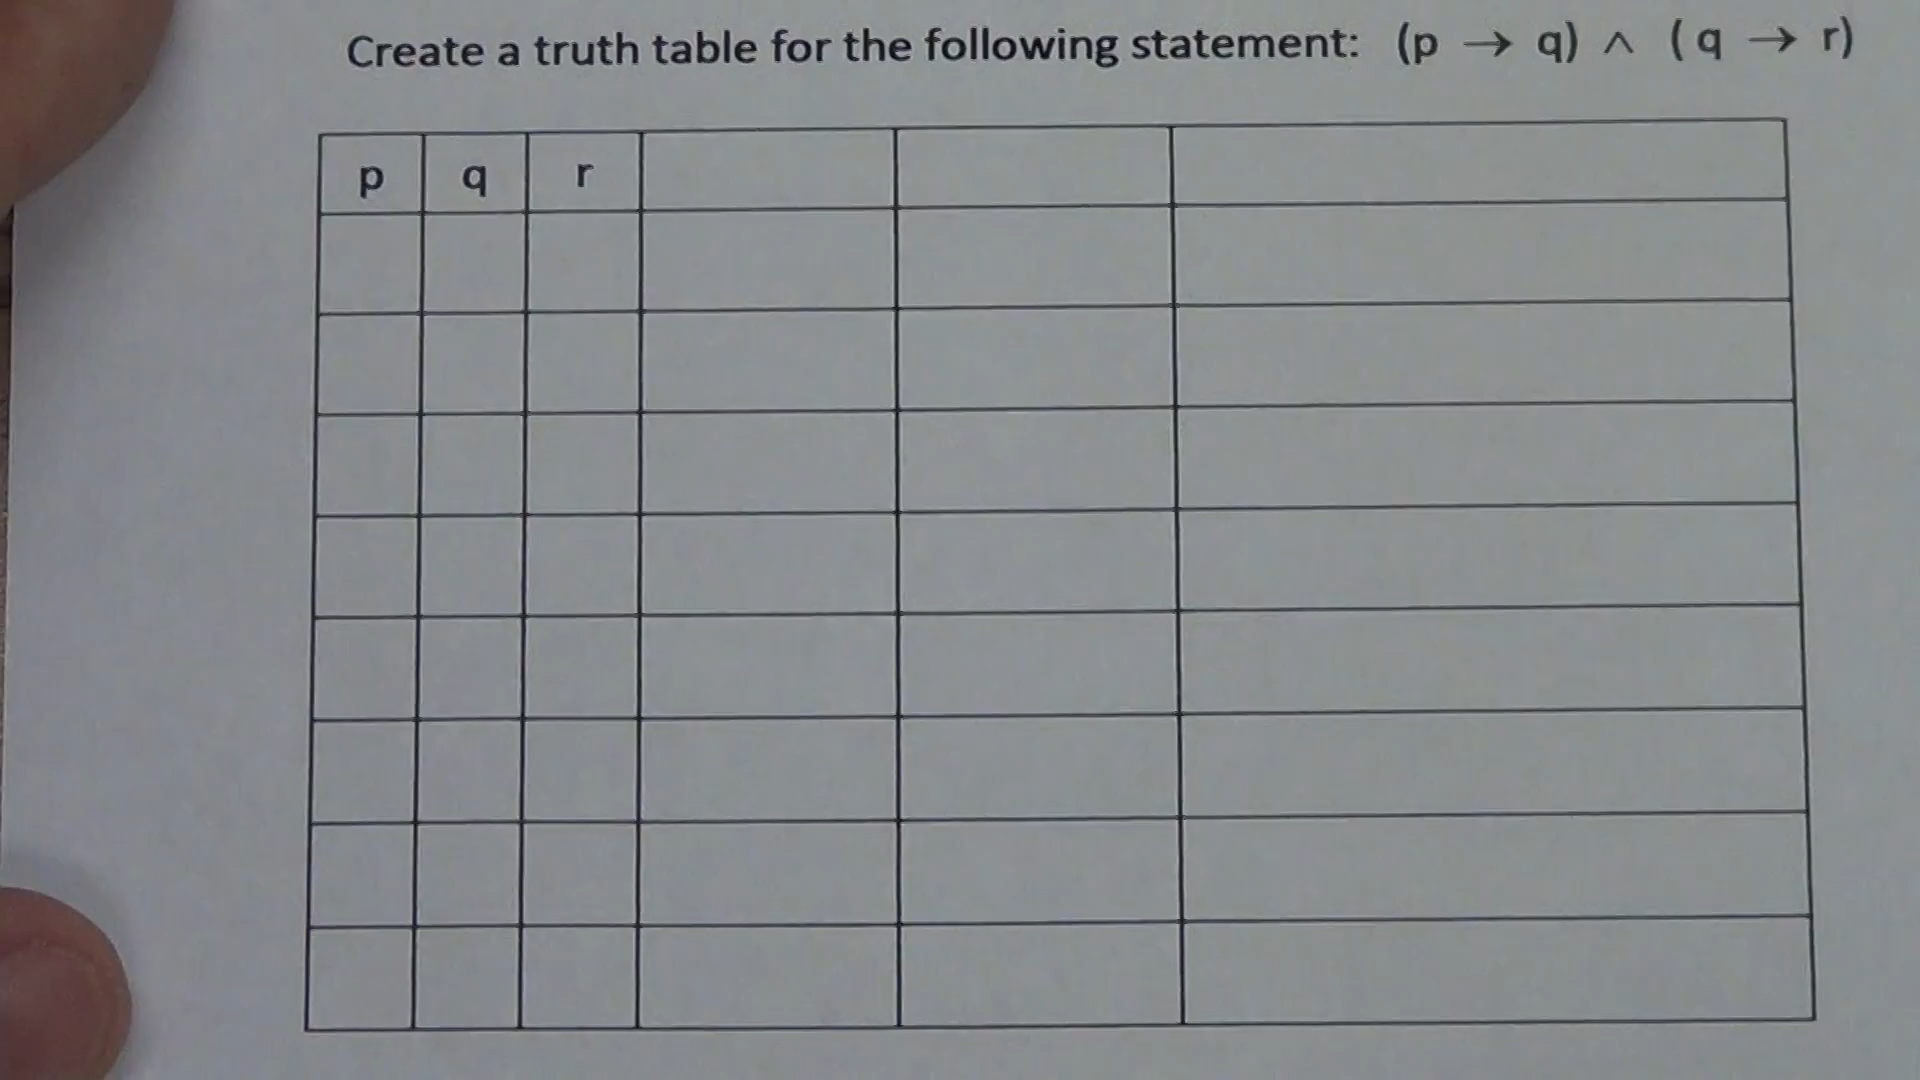 Create a truth table for the following statement: (p → q) ∧ ( q → r)
p q r